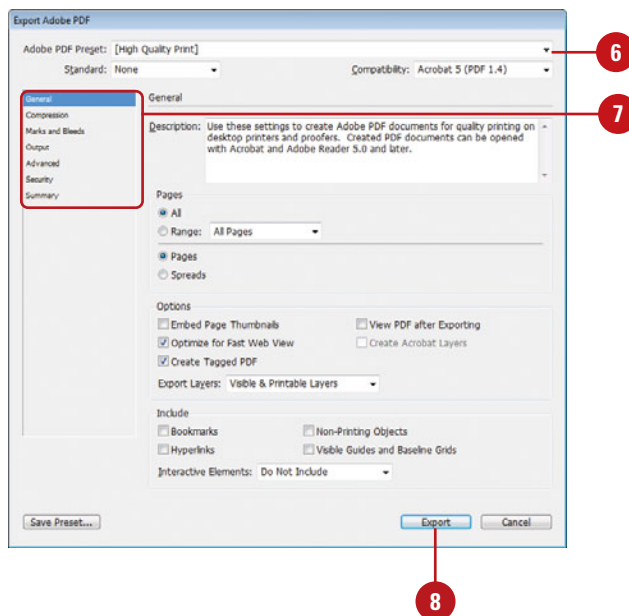 Export Adobe PDF
Adobe PDF Preset: [High Quality Print]
6
Standard: None
Compatibility: Acrobat 5 (PDF 1.4)
General
Compression
Marks and Bleeds
Output
Advanced
Security
Summary
7
General
Description: Use these settings to create Adobe PDF documents for quality printing on
desktop printers and proofers. Created PDF documents can be opened
with Acrobat and Adobe Reader 5.0 and later.
Pages
All
Range: All Pages
Pages
Spreads
Options
Embed Page Thumbnails
View PDF after Exporting
Optimize for Fast Web View
Create Acrobat Layers
Create Tagged PDF
Export Layers: Visible & Printable Layers
Include
Bookmarks
Non-Printing Objects
Hyperlinks
Visible Guides and Baseline Grids
Interactive Elements: Do Not Include
Save Preset...
Export
Cancel
8